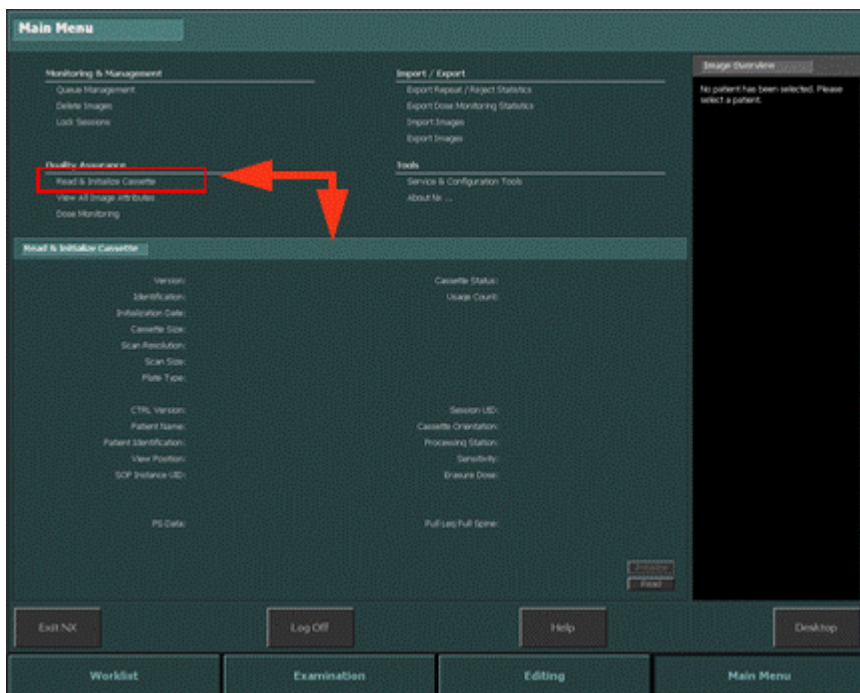 Main Menu
Monitoring & Management
Queue Management
Delete Images
Lock Sessions
Import / Export
Export Repeat / Reject Statistics
Export Dose Monitoring Statistics
Import Images
Export Images
Quality Assurance
Read & Initialize Cassette
View All Image Attributes
Dose Monitoring
Tools
Service & Configuration Tools
About Nx ...
Image Overview
No patient has been selected. Please
select a patient.
Read & Initialize Cassette
Version:
Identification:
Initialization Date:
Cassette Size:
Scan Resolution:
Scan Size:
Plate Type:
Cassette Status:
Usage Count:
CTRL Version:
Patient Name:
Patient Identification:
View Position:
SOP Instance UID:
Session UID:
Cassette Orientation:
Processing Station:
Sensitivity:
Erasure Dose:
PS Data:
Full Leg Full Spine:
Initialize
Read
Exit NX
Log Off
Help
Desktop
Worklist
Examination
Editing
Main Menu